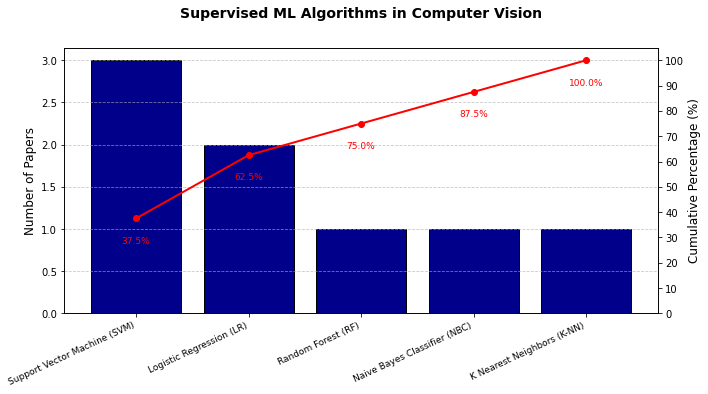 Supervised ML Algorithms in Computer Vision
Number of Papers
3.0
2.5
2.0
1.5
1.0
0.5
0.0
37.5%
62.5%
75.0%
87.5%
100.0%
100
90
80
70
60
50
40
30
20
10
0
Cumulative Percentage (%)
Support Vector Machine (SVM)
Logistic Regression (LR)
Random Forest (RF)
Naive Bayes Classifier (NBC)
K Nearest Neighbors (K-NN)